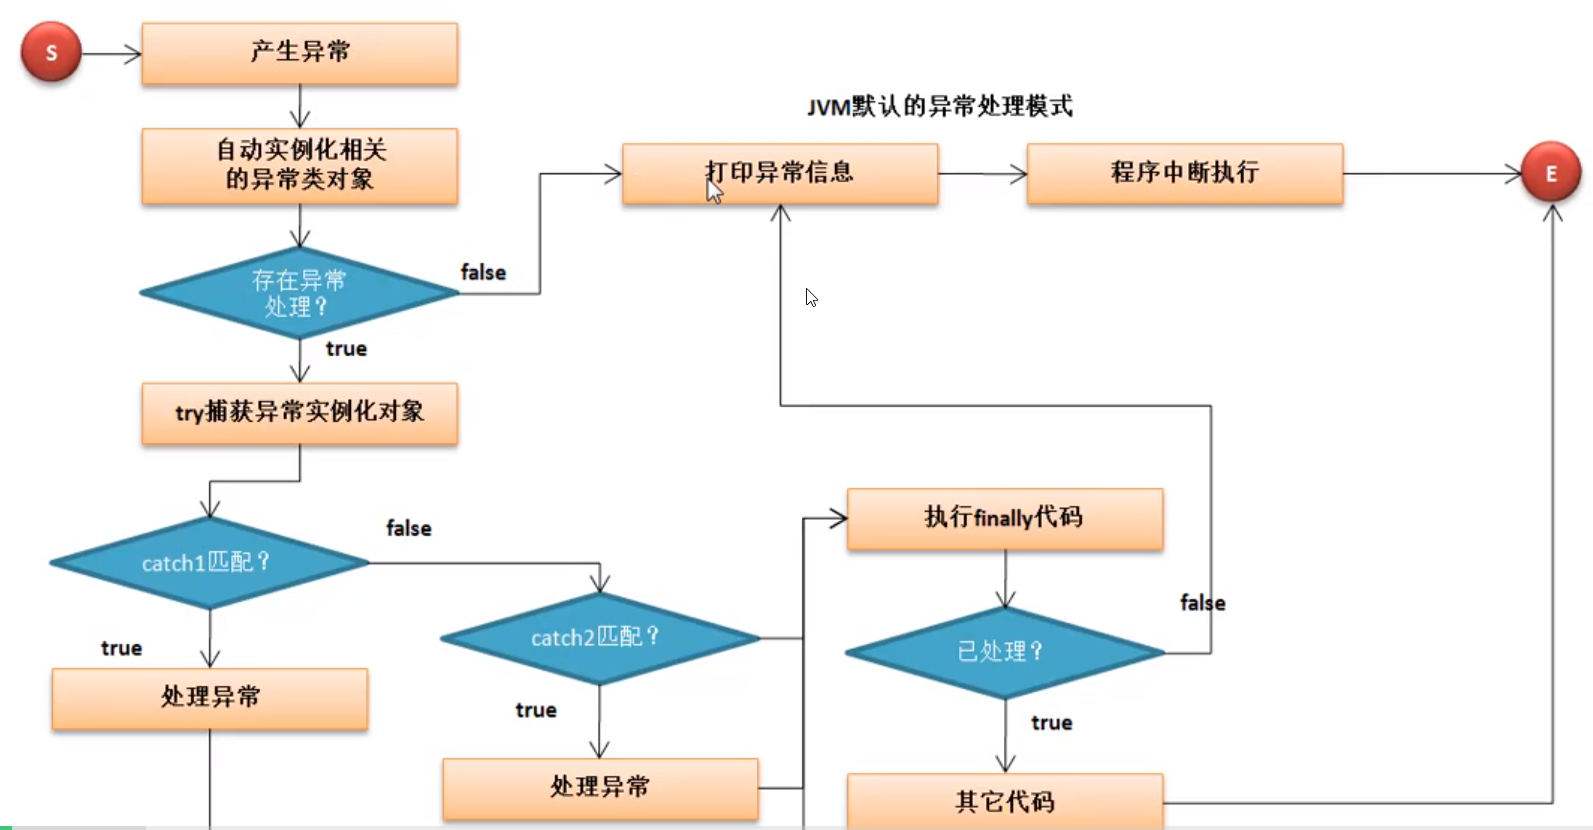 S
产生异常
JVM默认的异常处理模式
自动实例化相关
的异常类对象
打印异常信息
程序中断执行
E
存在异常
处理？
false
true
try捕获异常实例化对象
catch1匹配？
false
true
处理异常
catch2匹配？
true
处理异常
执行finally代码
已处理？
false
true
其它代码